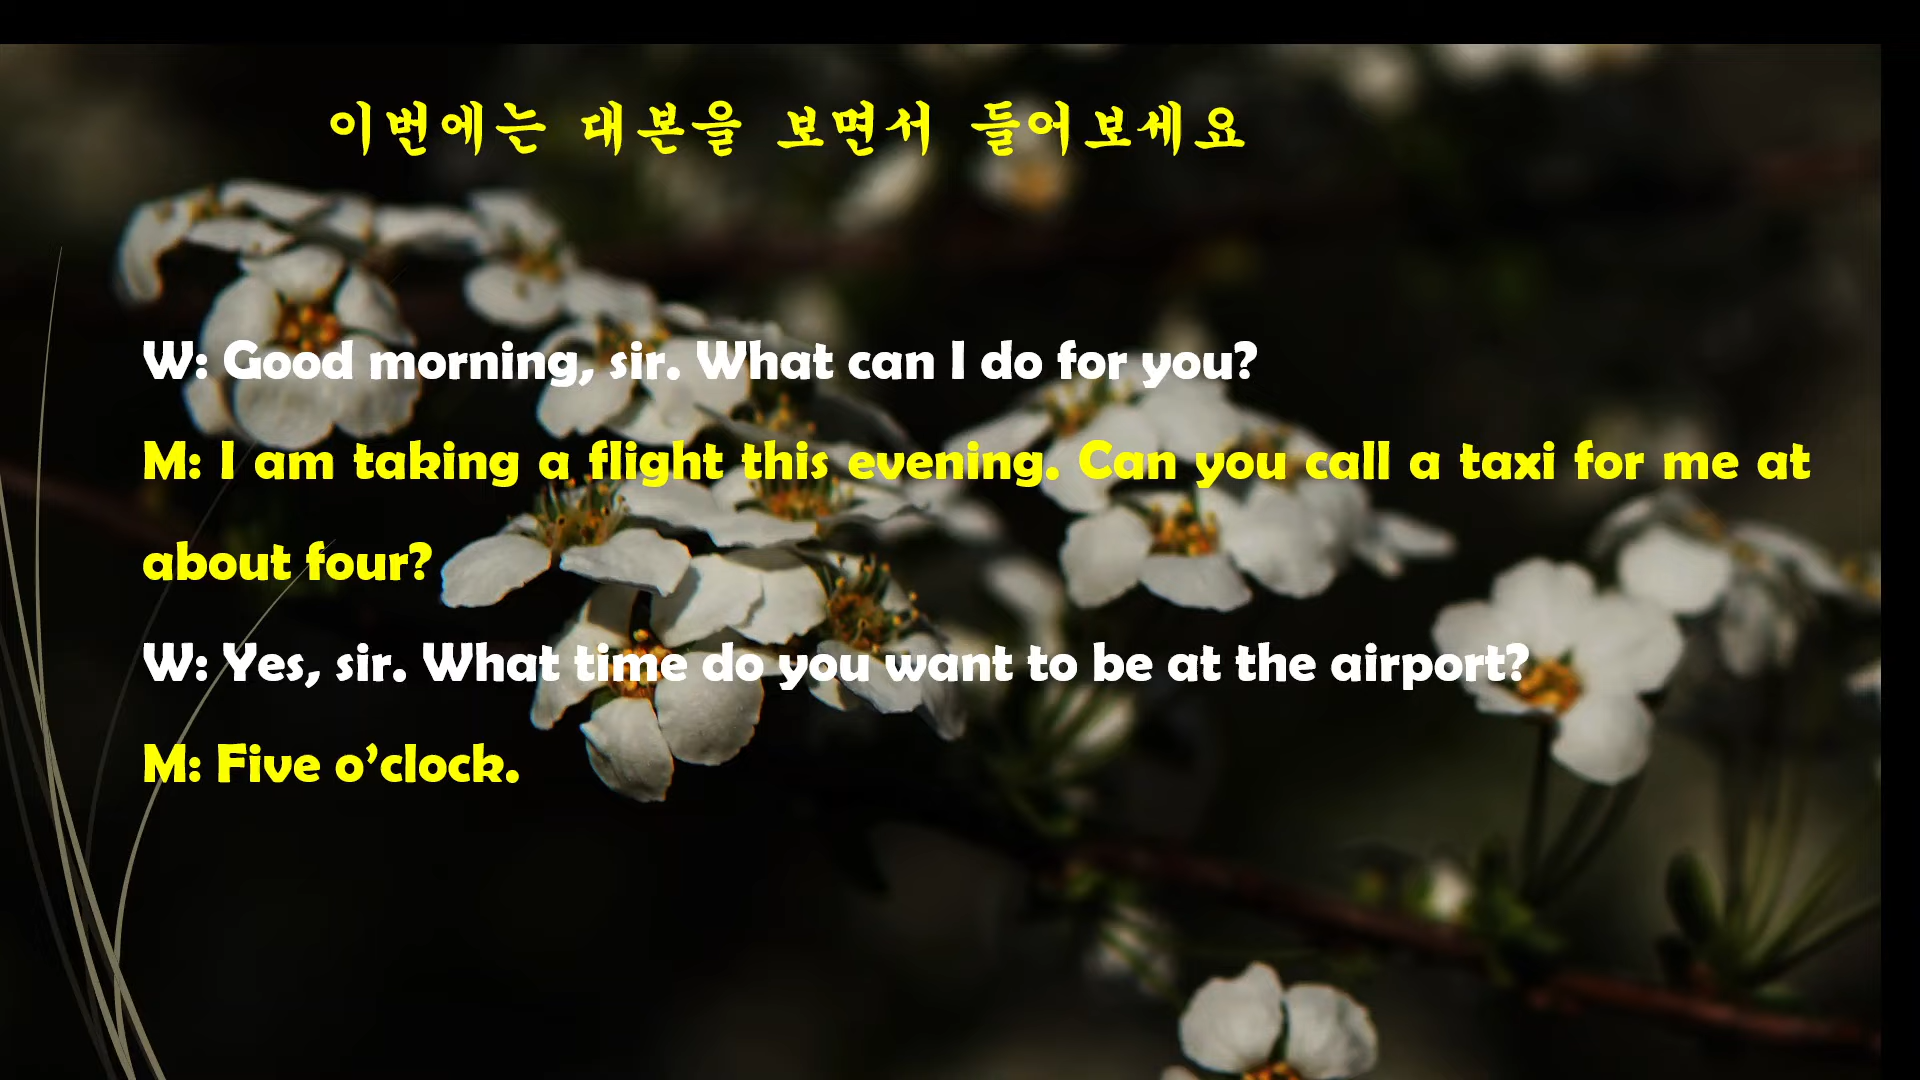 이번에는 대본을 보면서 들어보세요
W: Good morning, sir. What can I do for you?
M: I am taking a flight this evening. Can you call a taxi for me at
about four?
W: Yes, sir. What time do you want to be at the airport?
M: Five o’clock.